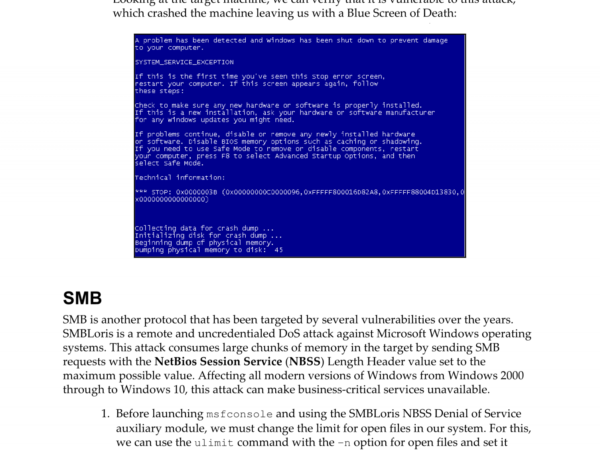 Looking at the target machine, we can verify that it is vulnerable to this attack,
which crashed the machine leaving us with a Blue Screen of Death:
A problem has been detected and windows has been shut down to prevent damage
to your computer.
SYSTEM_SERVICE_EXCEPTION
If this is the first time you've seen this stop error screen,
restart your computer. If this screen appears again, follow
these steps:
Check to make sure any new hardware or software is properly installed.
If this is a new installation, ask your hardware or software manufacturer
for any windows updates you might need.
If problems continue, disable or remove any newly installed hardware
or software. Disable BIOS memory options such as caching or shadowing.
If you need to use Safe Mode to remove or disable components, restart
your computer, press F8 to select Advanced Startup Options, and then
select Safe Mode.
Technical information:
*** STOP: 0x0000003B (0x00000000C0000096,0xFFFFF800016D82A8,0xFFFFF88004D13830,0
x0000000000000000)
Collecting data for crash dump ...
Initializing disk for crash dump ...
Beginning dump of physical memory.
Dumping physical memory to disk: 45
SMB
SMB is another protocol that has been targeted by several vulnerabilities over the years.
SMBLoris is a remote and uncredentialed DoS attack against Microsoft Windows operating
systems. This attack consumes large chunks of memory in the target by sending SMB
requests with the NetBios Session Service (NBSS) Length Header value set to the
maximum possible value. Affecting all modern versions of Windows from Windows 2000
through to Windows 10, this attack can make business-critical services unavailable.
1. Before launching msfconsole and using the SMBLoris NBSS Denial of Service
auxiliary module, we must change the limit for open files in our system. For this,
we can use the ulimit command with the -n option for open files and set it